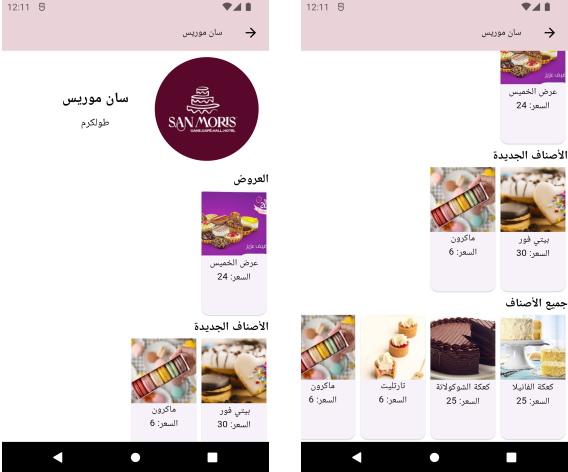 12:11
سان موريس
SAN MORIS
CAKE.CAFE.HALL.HOTEL
سان موريس
طولكرم
العروض
عرض الخميس
السعر: 24
الأصناف الجديدة
بيتي فور
السعر: 30
ماكرون
السعر: 6
12:11
سان موريس
عرض الخميس
السعر: 24
الأصناف الجديدة
بيتي فور
السعر: 30
ماكرون
السعر: 6
جميع الأصناف
كعكة الفانيلا
السعر: 25
كعكة الشوكولاتة
السعر: 25
تارتليت
السعر: 6
ماكرون
السعر: 6